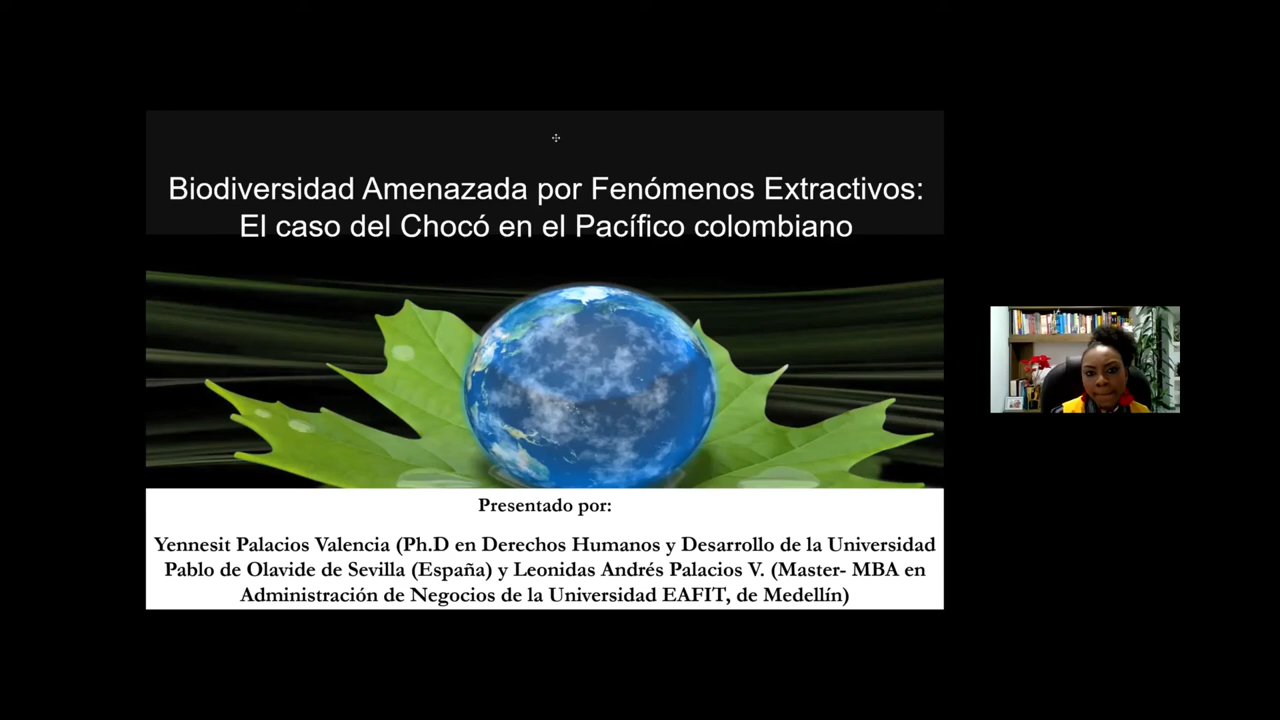 Biodiversidad Amenazada por Fenómenos Extractivos:
El caso del Chocó en el Pacífico colombiano
Presentado por:
Yennesit Palacios Valencia (Ph.D en Derechos Humanos y Desarrollo de la Universidad
Pablo de Olavide de Sevilla (España) y Leonidas Andrés Palacios V. (Master- MBA en
Administración de Negocios de la Universidad EAFIT, de Medellín)